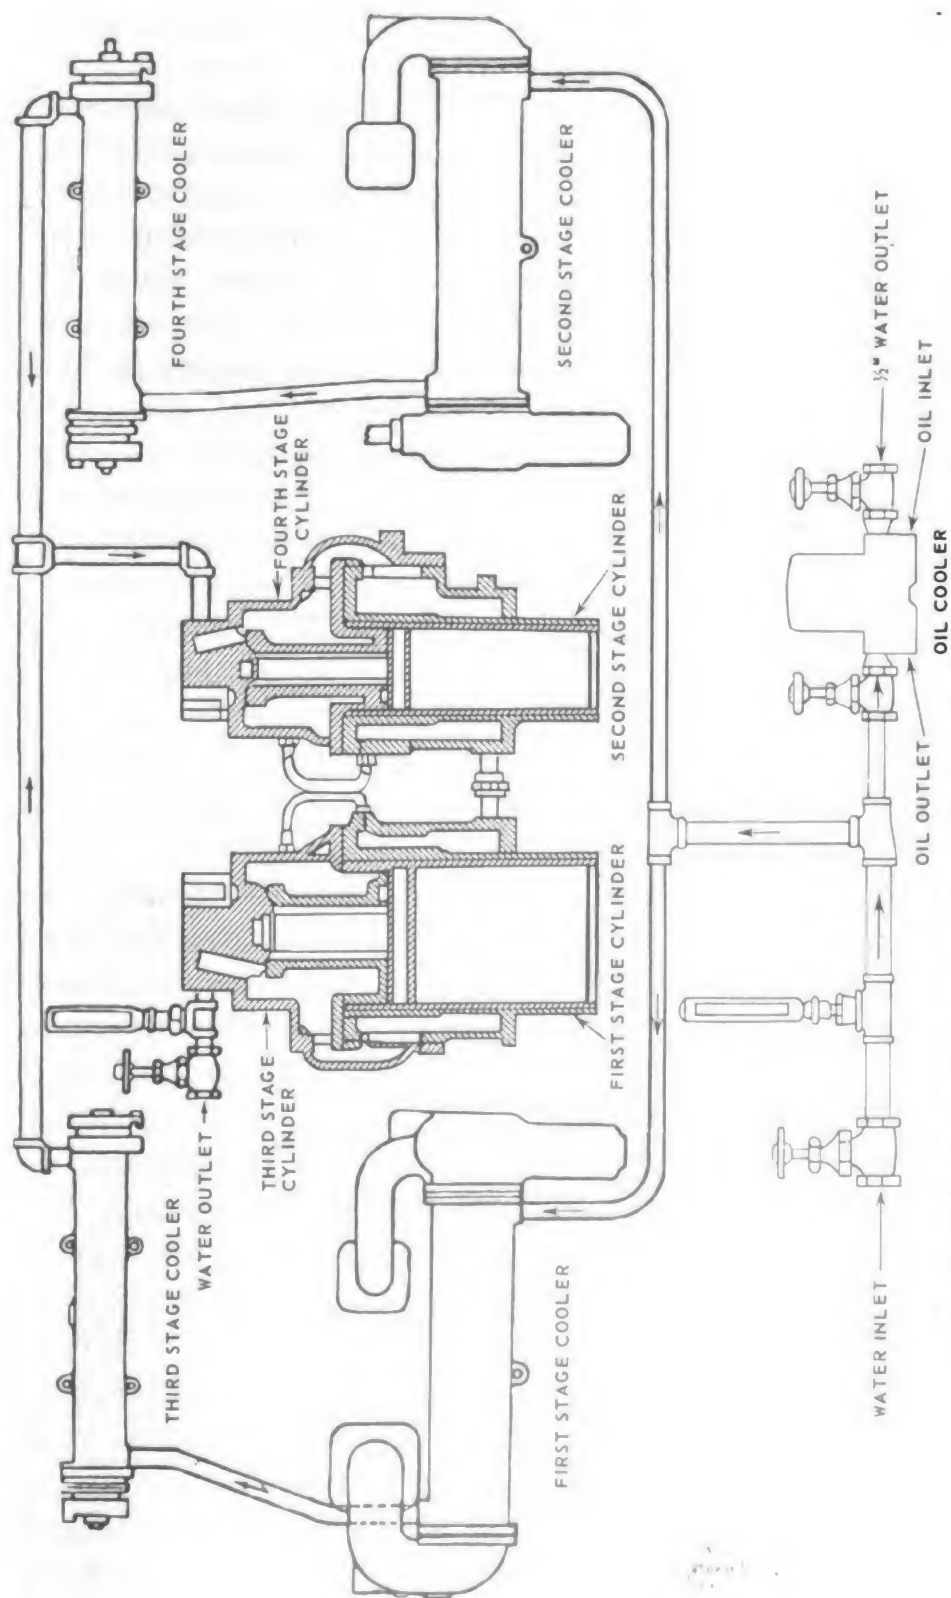 FOURTH STAGE COOLER
SECOND STAGE COOLER
FOURTH STAGE
CYLINDER
SECOND STAGE CYLINDER
½" WATER OUTLET
OIL INLET
OIL COOLER
OIL OUTLET
FIRST STAGE CYLINDER
THIRD STAGE
CYLINDER
WATER OUTLET
THIRD STAGE COOLER
FIRST STAGE COOLER
WATER INLET